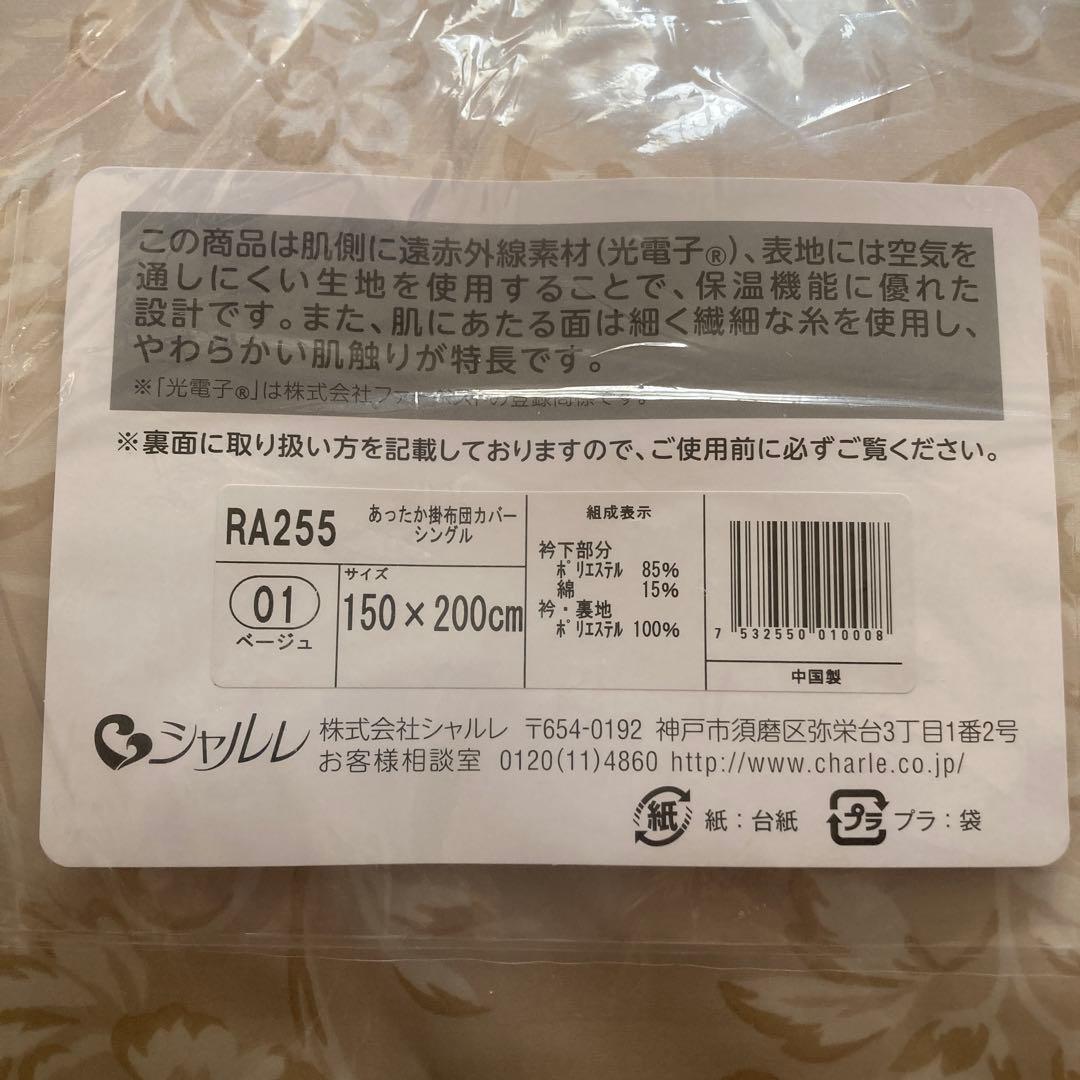 この商品は肌側に遠赤外線素材(光電子®)、表地には空気を
通しにくい生地を使用することで、保温機能に優れた
設計です。また、肌にあたる面は細く繊細な糸を使用し、
やわらかい肌触りが特長です。
※「光電子®」は株式会社ファ
※裏面に取り扱い方を記載しておりますので、ご使用前に必ずご覧ください。
RA255
あったか掛布団カバー
シングル
01
ベージュ
サイズ
150×200cm
組成表示
衿下部分
ポリエステル 85%
綿 15%
衿・裏地
ポリエステル 100%
7 532550 010008
中国製
シャルレ
株式会社シャルレ 〒654-0192 神戸市須磨区弥栄台3丁目1番2号
お客様相談室 0120(11)4860 http://www.charle.co.jp/
紙 紙:台紙
プラ プラ:袋